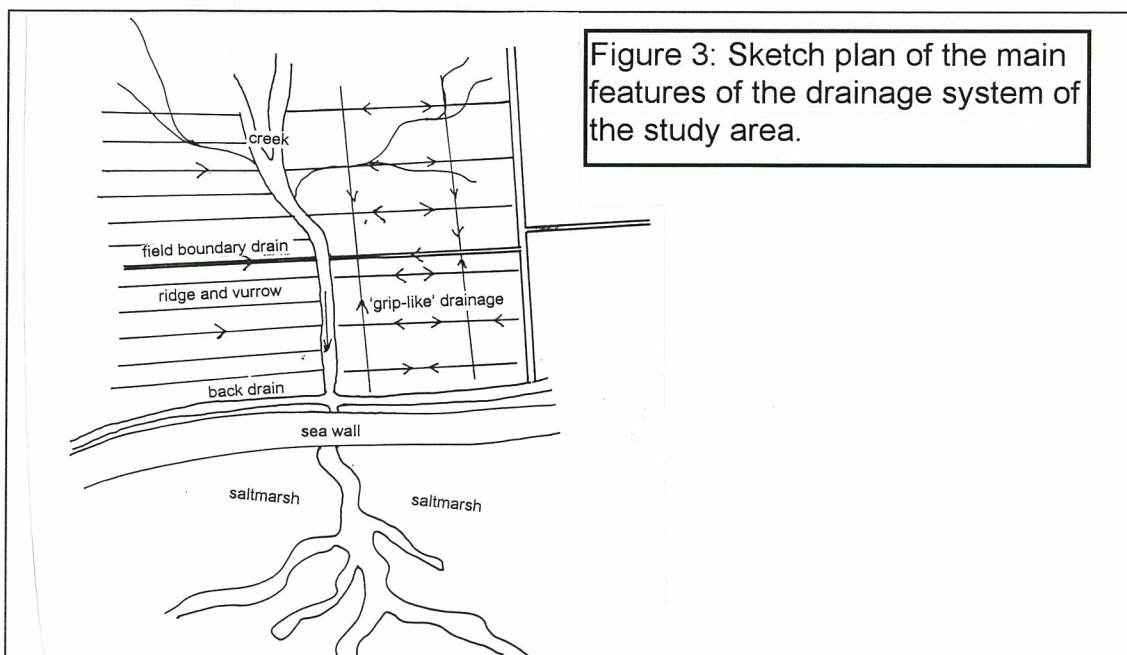 Figure 3: Sketch plan of the main
features of the drainage system of
the study area.
creek
field boundary drain
ridge and vurrow
'grip-like' drainage
back drain
sea wall
saltmarsh
saltmarsh